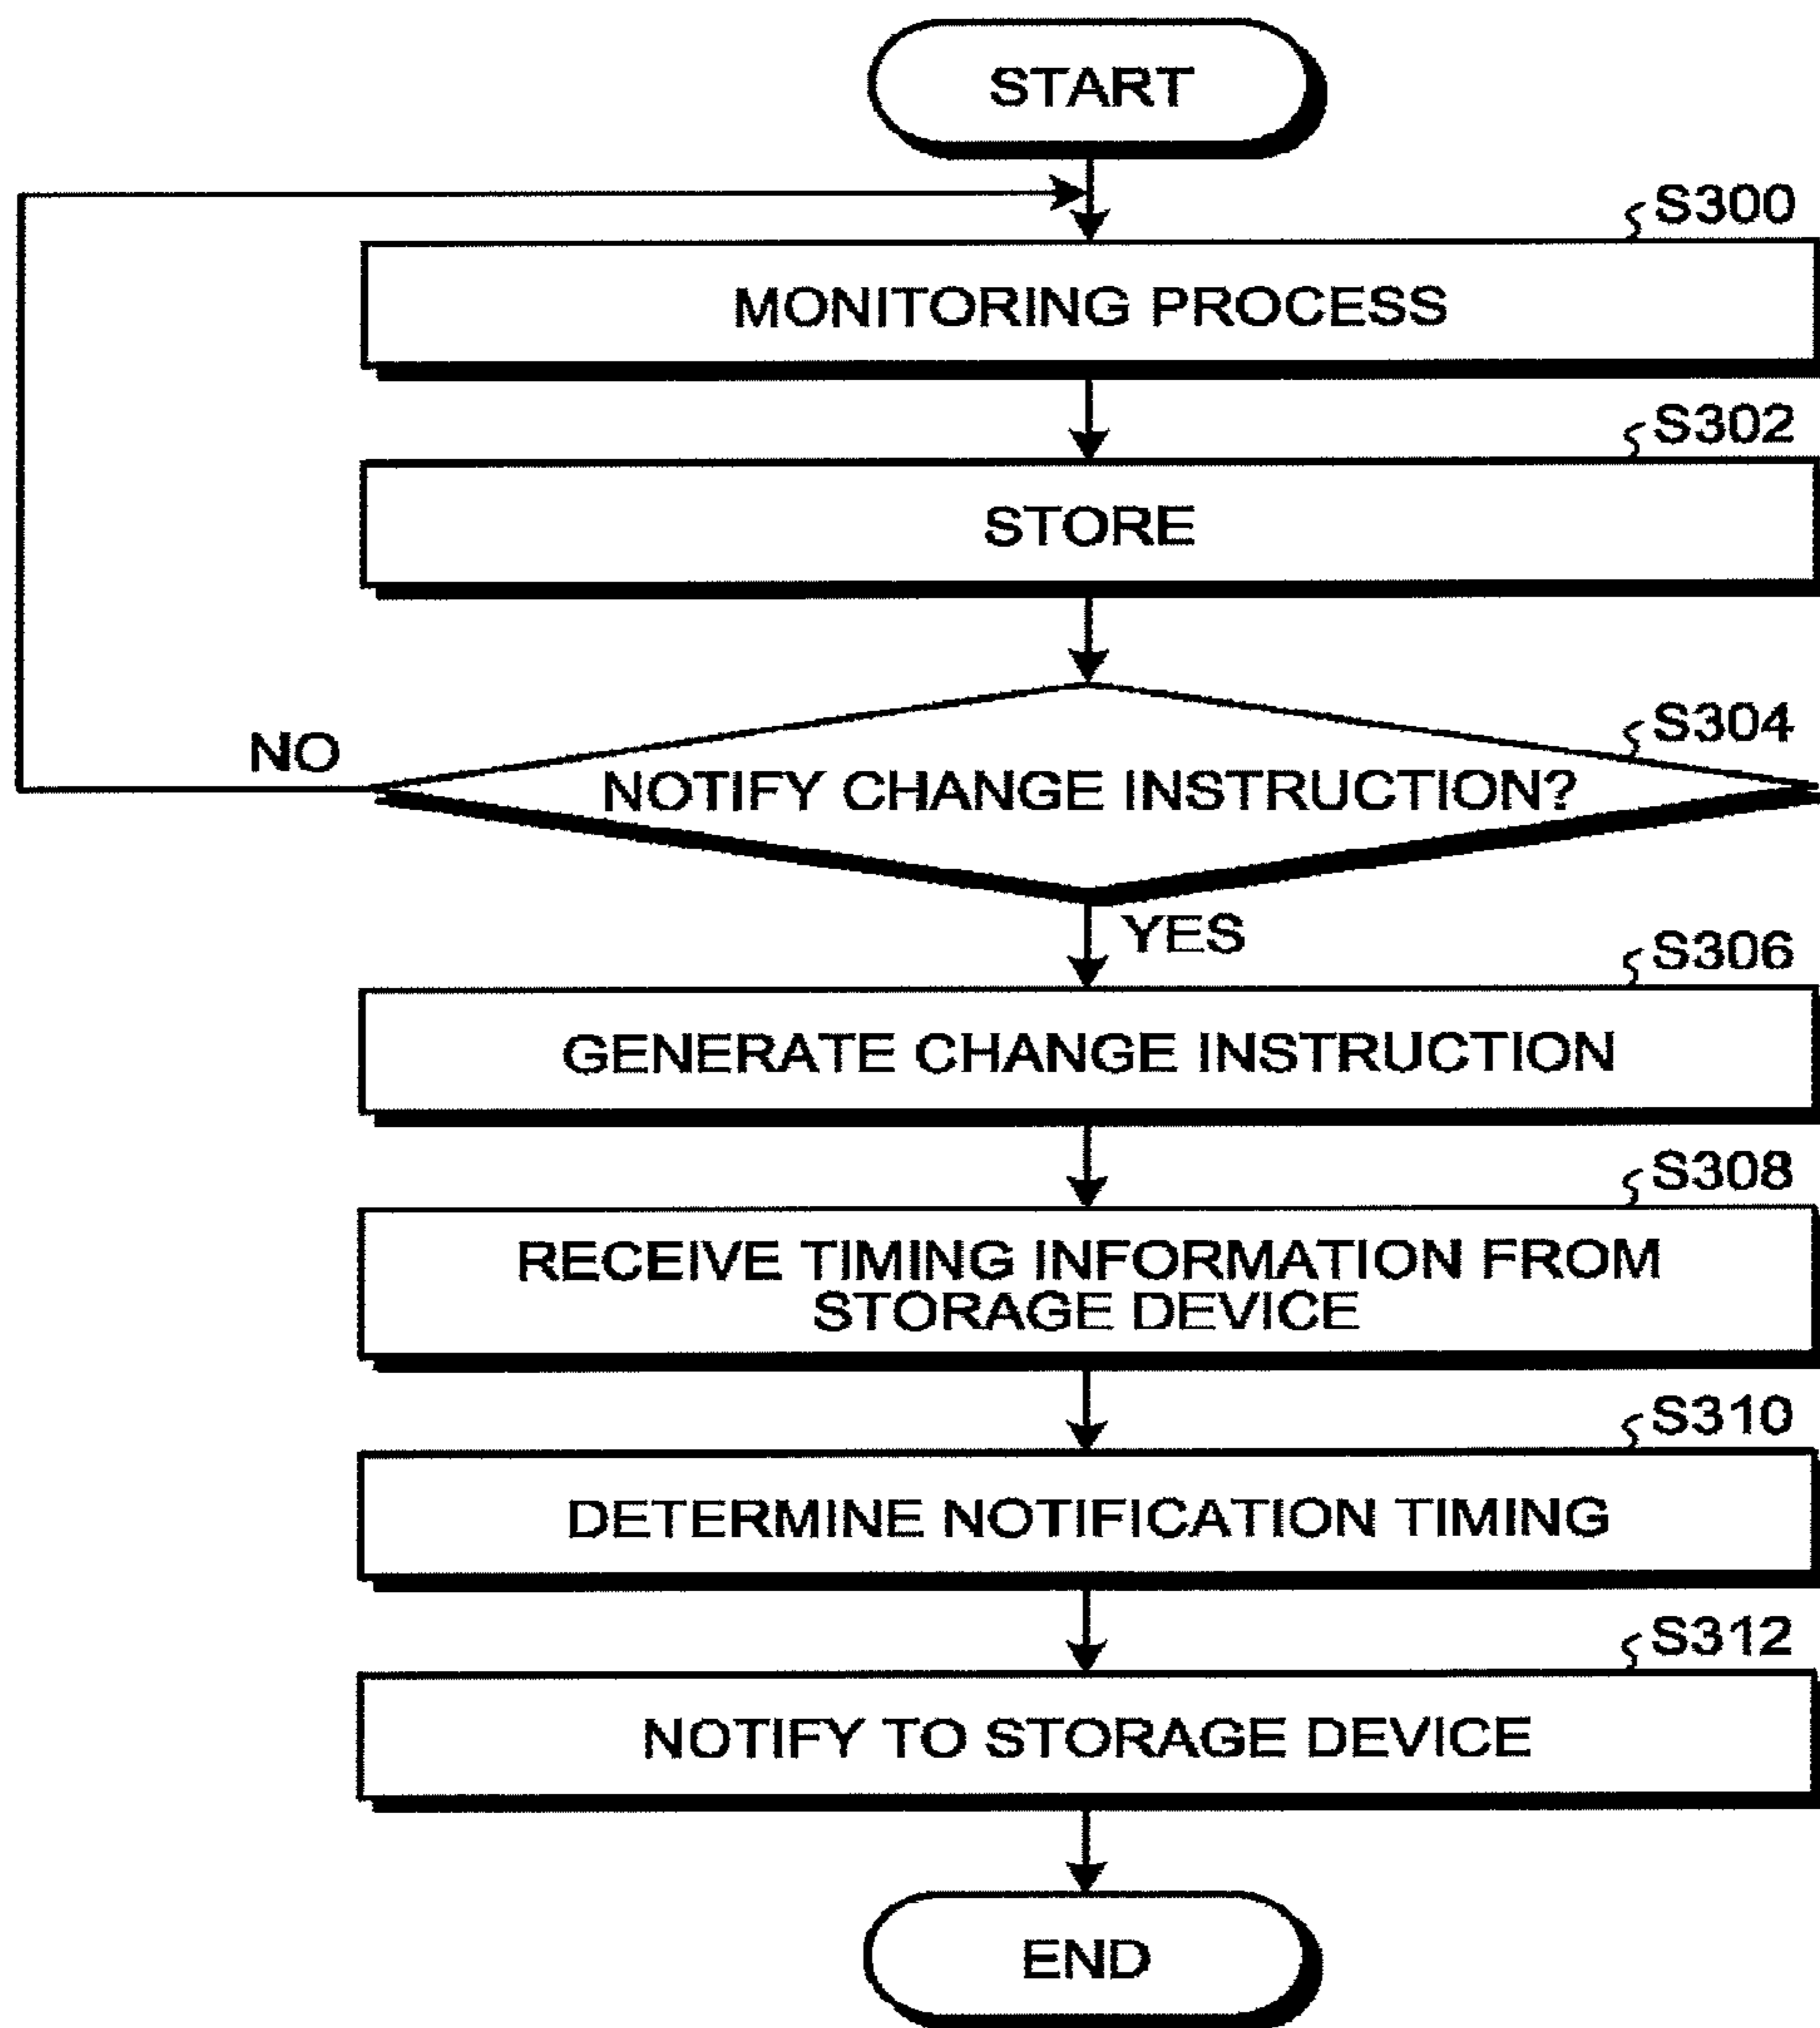 START
S300
MONITORING PROCESS
S302
STORE
S304
NO
NOTIFY CHANGE INSTRUCTION?
YES
S306
GENERATE CHANGE INSTRUCTION
S308
RECEIVE TIMING INFORMATION FROM
STORAGE DEVICE
S310
DETERMINE NOTIFICATION TIMING
S312
NOTIFY TO STORAGE DEVICE
END